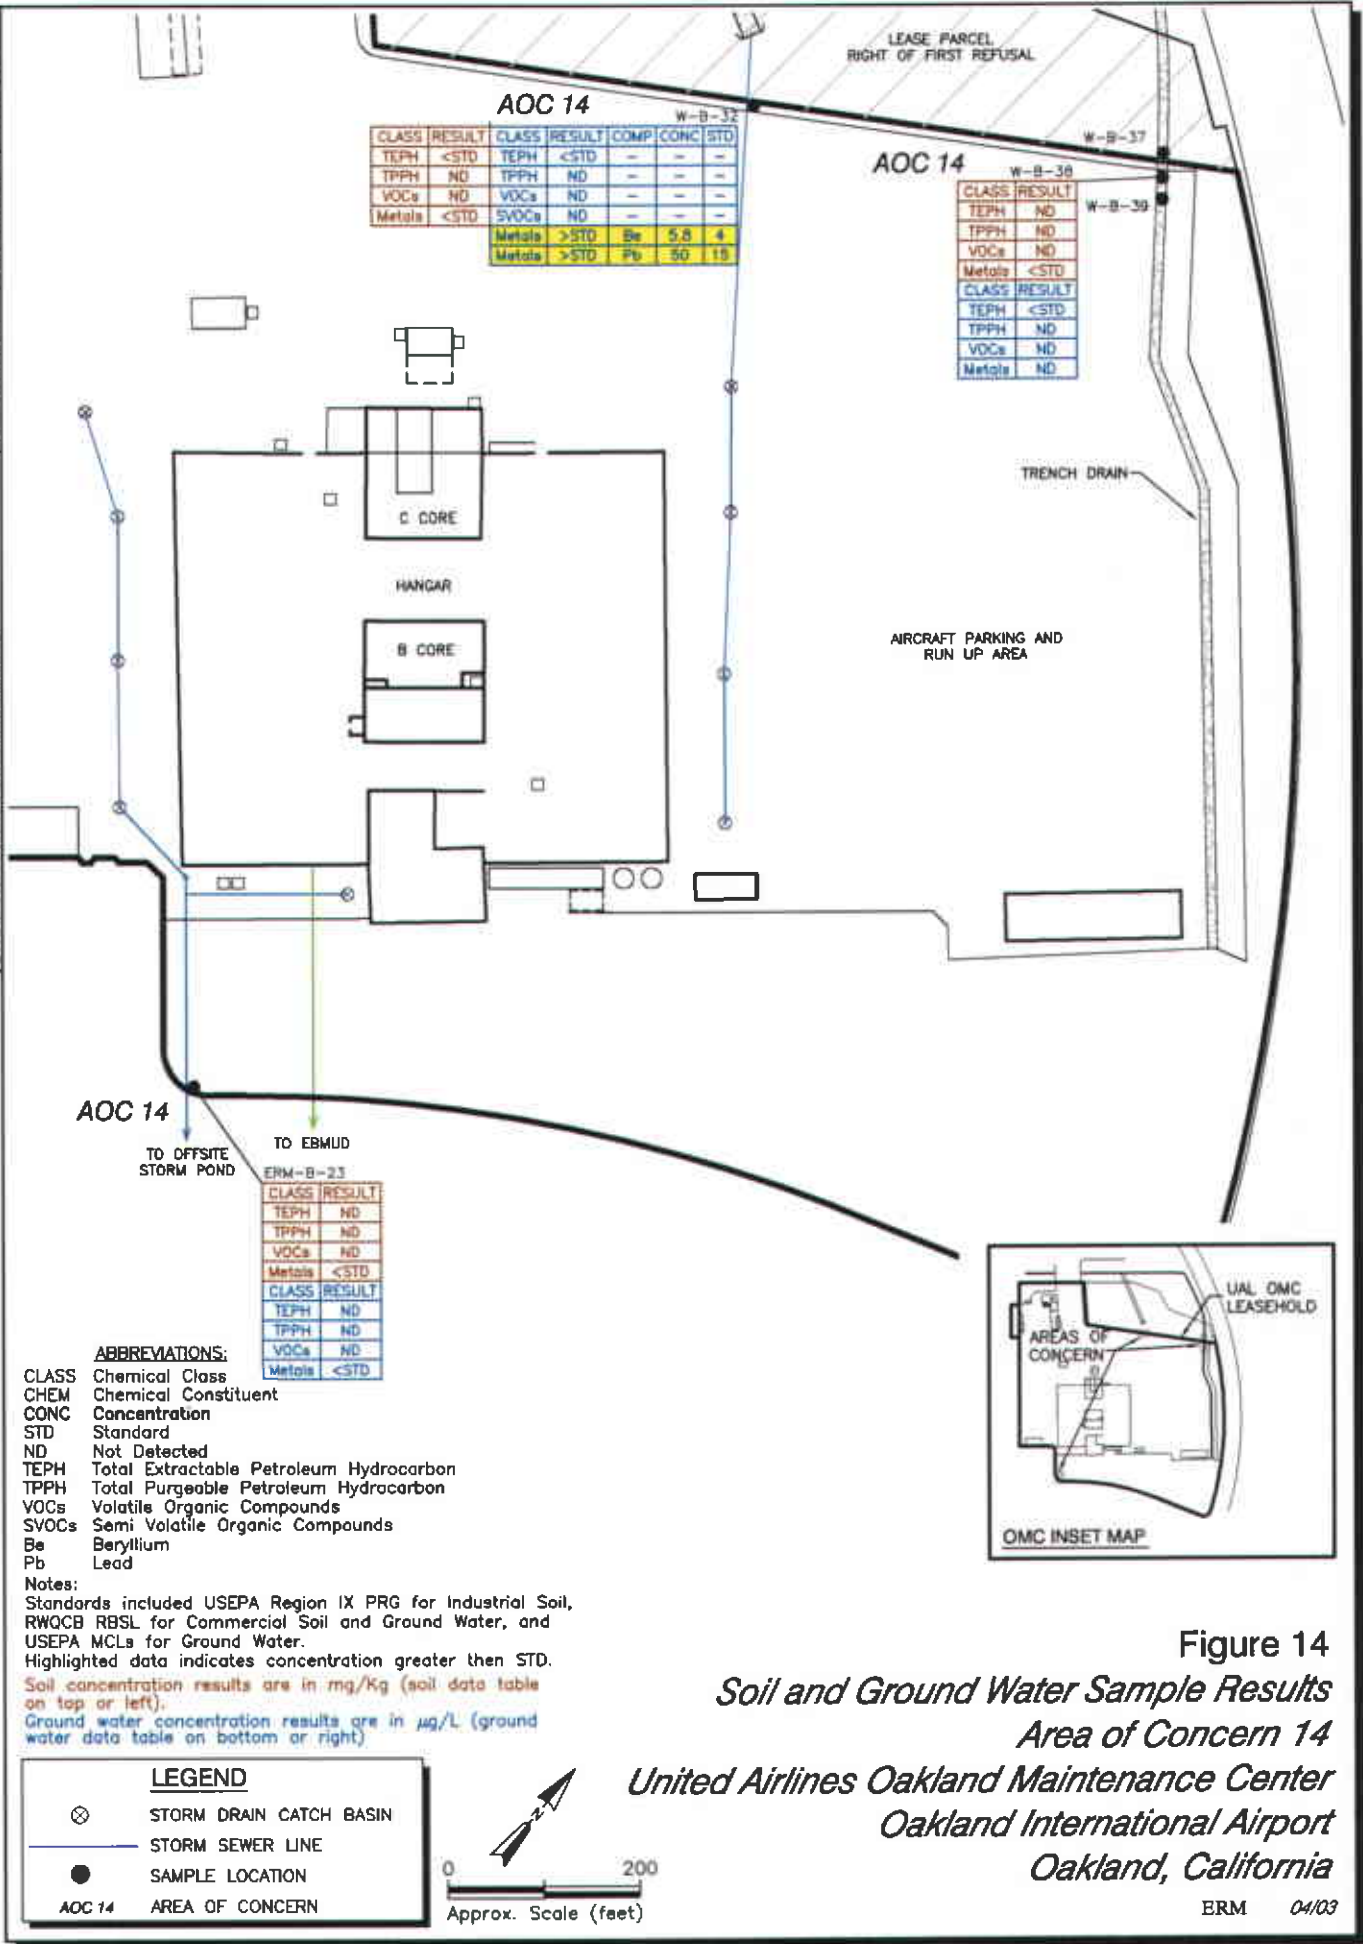 LEASE PARCEL
RIGHT OF FIRST REFUSAL
AOC 14
W-B-32
CLASS RESULT CLASS RESULT COMP CONC STD
TEPH <STD TEPH <STD – – –
TPPH ND TPPH ND – – –
VOCs ND VOCs ND – – –
Metals <STD SVOCs ND – – –
Metals >STD Be 5.8 4
Metals >STD Pb 50 15
W-B-37
AOC 14
W-B-38
W-B-39
CLASS RESULT
TEPH ND
TPPH ND
VOCs ND
Metals <STD
CLASS RESULT
TEPH <STD
TPPH ND
VOCs ND
Metals ND
TRENCH DRAIN
C CORE
HANGAR
B CORE
AIRCRAFT PARKING AND
RUN UP AREA
AOC 14
TO OFFSITE
STORM POND
TO EBMUD
ERM-B-23
CLASS RESULT
TEPH ND
TPPH ND
VOCs ND
Metals <STD
CLASS RESULT
TEPH ND
TPPH ND
VOCs ND
Metals <STD
UAL OMC
LEASEHOLD
AREAS OF
CONCERN
OMC INSET MAP
ABBREVIATIONS:
CLASS Chemical Class
CHEM Chemical Constituent
CONC Concentration
STD Standard
ND Not Detected
TEPH Total Extractable Petroleum Hydrocarbon
TPPH Total Purgeable Petroleum Hydrocarbon
VOCs Volatile Organic Compounds
SVOCs Semi Volatile Organic Compounds
Be Beryllium
Pb Lead
Notes:
Standards included USEPA Region IX PRG for Industrial Soil,
RWQCB RBSL for Commercial Soil and Ground Water, and
USEPA MCLs for Ground Water.
Highlighted data indicates concentration greater then STD.
Soil concentration results are in mg/Kg (soil data table
on top or left).
Ground water concentration results are in µg/L (ground
water data table on bottom or right)
LEGEND
STORM DRAIN CATCH BASIN
STORM SEWER LINE
SAMPLE LOCATION
AOC 14 AREA OF CONCERN
N
0 200
Approx. Scale (feet)
Figure 14
Soil and Ground Water Sample Results
Area of Concern 14
United Airlines Oakland Maintenance Center
Oakland International Airport
Oakland, California
ERM 04/03